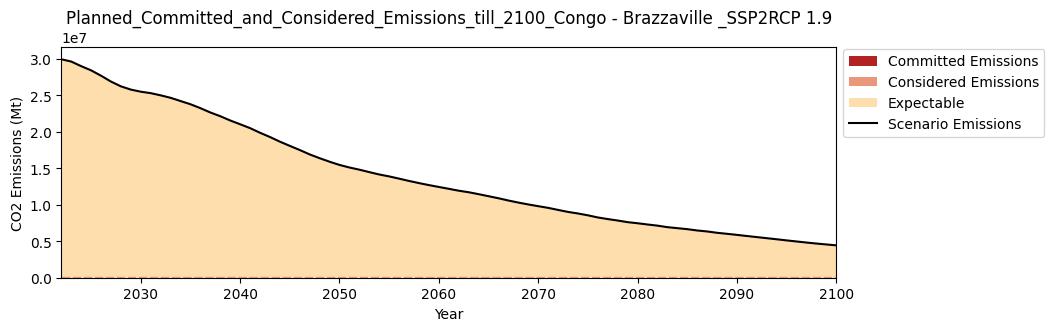 Planned_Committed_and_Considered_Emissions_till_2100_Congo - Brazzaville _SSP2RCP 1.9
1e7
3.0
2.5
2.0
1.5
1.0
0.5
0.0
CO2 Emissions (Mt)
2030
2040
2050
2060
2070
2080
2090
2100
Year
Committed Emissions
Considered Emissions
Expectable
Scenario Emissions